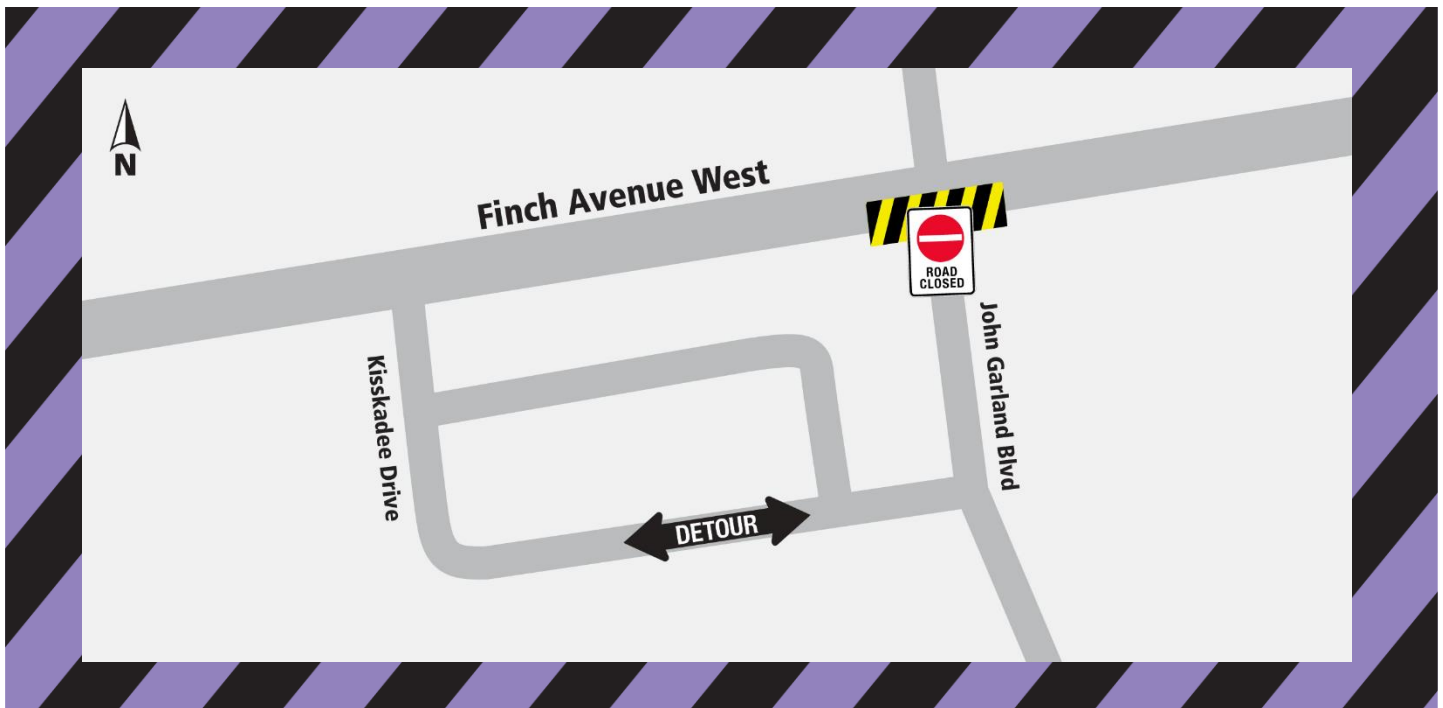 N
Finch Avenue West
ROAD
CLOSED
John Garland Blvd
Kisskadee Drive
DETOUR